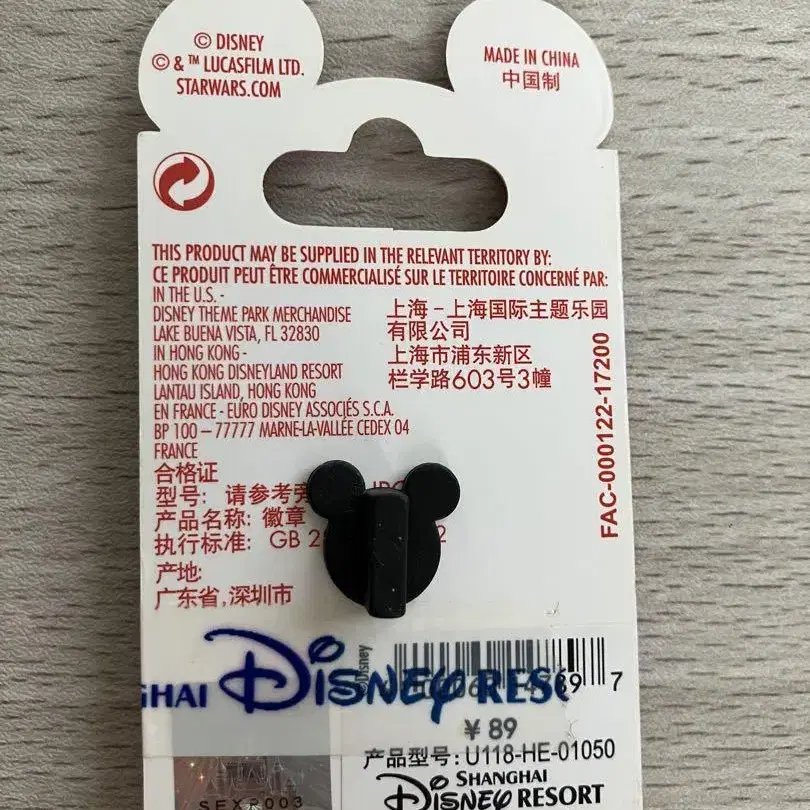 © DISNEY
© & ™ LUCASFILM LTD.
STARWARS.COM
MADE IN CHINA
中国制
THIS PRODUCT MAY BE SUPPLIED IN THE RELEVANT TERRITORY BY:
CE PRODUIT PEUT ÊTRE COMMERCIALISÉ SUR LE TERRITOIRE CONCERNÉ PAR:
IN THE U.S. -
DISNEY THEME PARK MERCHANDISE
LAKE BUENA VISTA, FL 32830
IN HONG KONG -
HONG KONG DISNEYLAND RESORT
LANTAU ISLAND, HONG KONG
EN FRANCE - EURO DISNEY ASSOCIÉS S.C.A.
BP 100 – 77777 MARNE-LA-VALLÉE CEDEX 04
FRANCE
上海 – 上海国际主题乐园
有限公司
上海市浦东新区
栏学路603号3幢
FAC-000122-17200
合格证
型号: 请参考旁
产品名称: 徽章
执行标准: GB 2
产地:
广东省,深圳市
GHAI DISNEY RES
©Disney
7
¥ 89
产品型号: U118-HE-01050
SHANGHAI
DISNEY RESORT